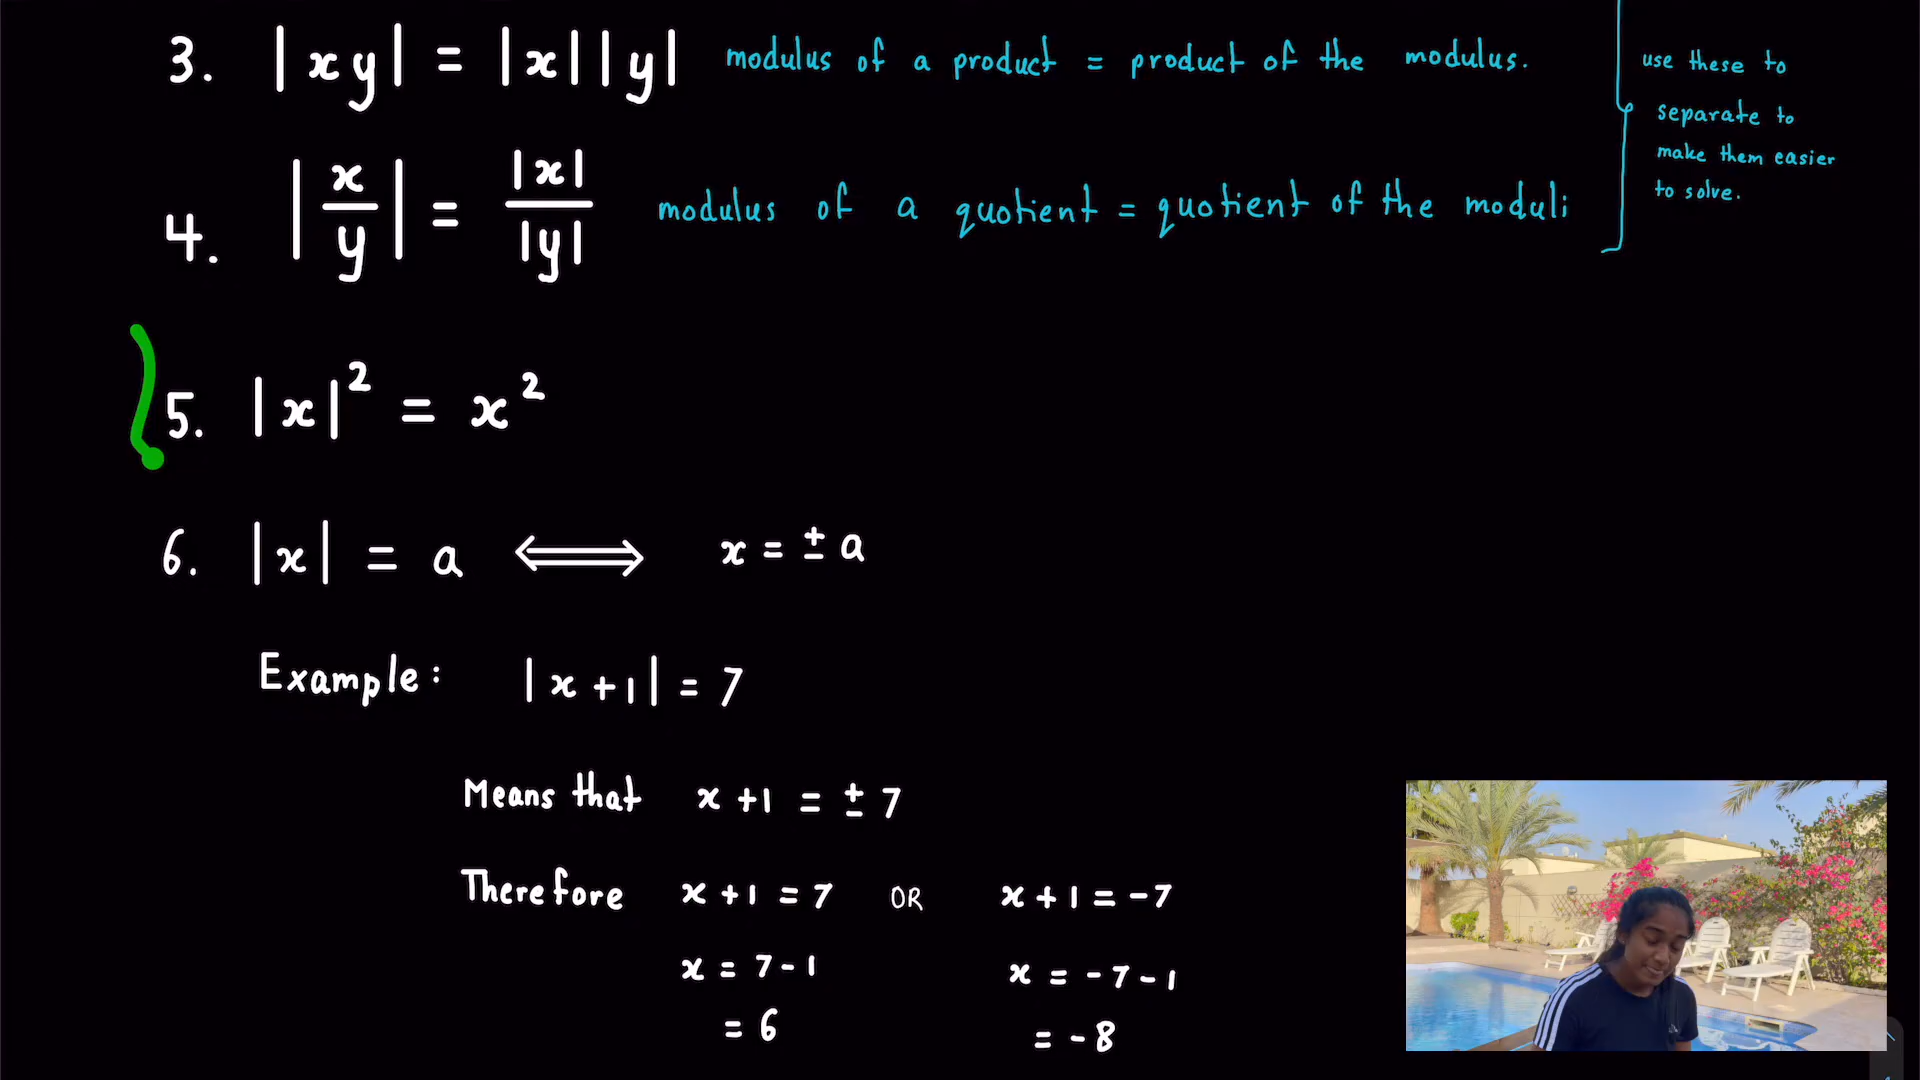 3. |xy| = |x||y| modulus of a product = product of the modulus.
use these to
separate to
make them easier
to solve.
4. |x/y| = |x|/|y| modulus of a quotient = quotient of the moduli
5. |x|² = x²
6. |x| = a ⟺ x = ± a
Example: |x+1| = 7
Means that x+1 = ± 7
Therefore x+1 = 7 OR x+1 = -7
x = 7-1 x = -7-1
= 6 = -8